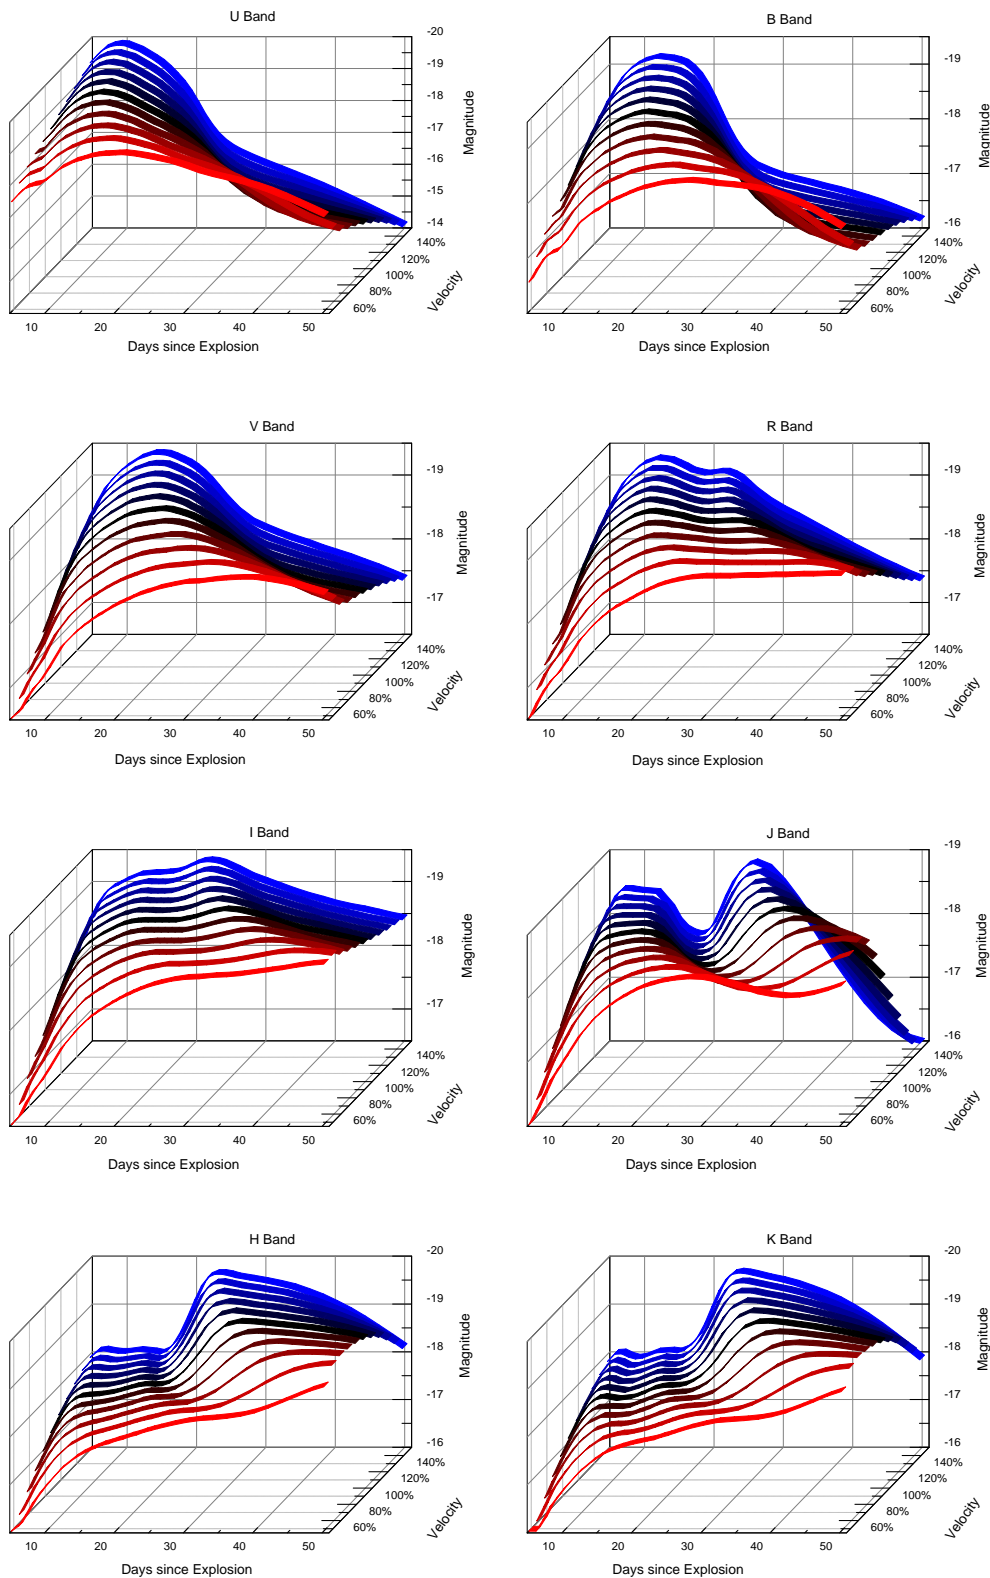 U Band
-20
-19
-18
-17
-16
-15
-14
Magnitude
140%
120%
100%
80%
60%
Velocity
10 20 30 40 50
Days since Explosion
B Band
-19
-18
-17
-16
Magnitude
140%
120%
100%
80%
60%
Velocity
10 20 30 40 50
Days since Explosion
V Band
-19
-18
-17
Magnitude
140%
120%
100%
80%
60%
Velocity
10 20 30 40 50
Days since Explosion
R Band
-19
-18
-17
Magnitude
140%
120%
100%
80%
60%
Velocity
10 20 30 40 50
Days since Explosion
I Band
-19
-18
-17
Magnitude
140%
120%
100%
80%
60%
Velocity
10 20 30 40 50
Days since Explosion
J Band
-19
-18
-17
-16
Magnitude
140%
120%
100%
80%
60%
Velocity
10 20 30 40 50
Days since Explosion
H Band
-20
-19
-18
-17
-16
Magnitude
140%
120%
100%
80%
60%
Velocity
10 20 30 40 50
Days since Explosion
K Band
-20
-19
-18
-17
-16
Magnitude
140%
120%
100%
80%
60%
Velocity
10 20 30 40 50
Days since Explosion